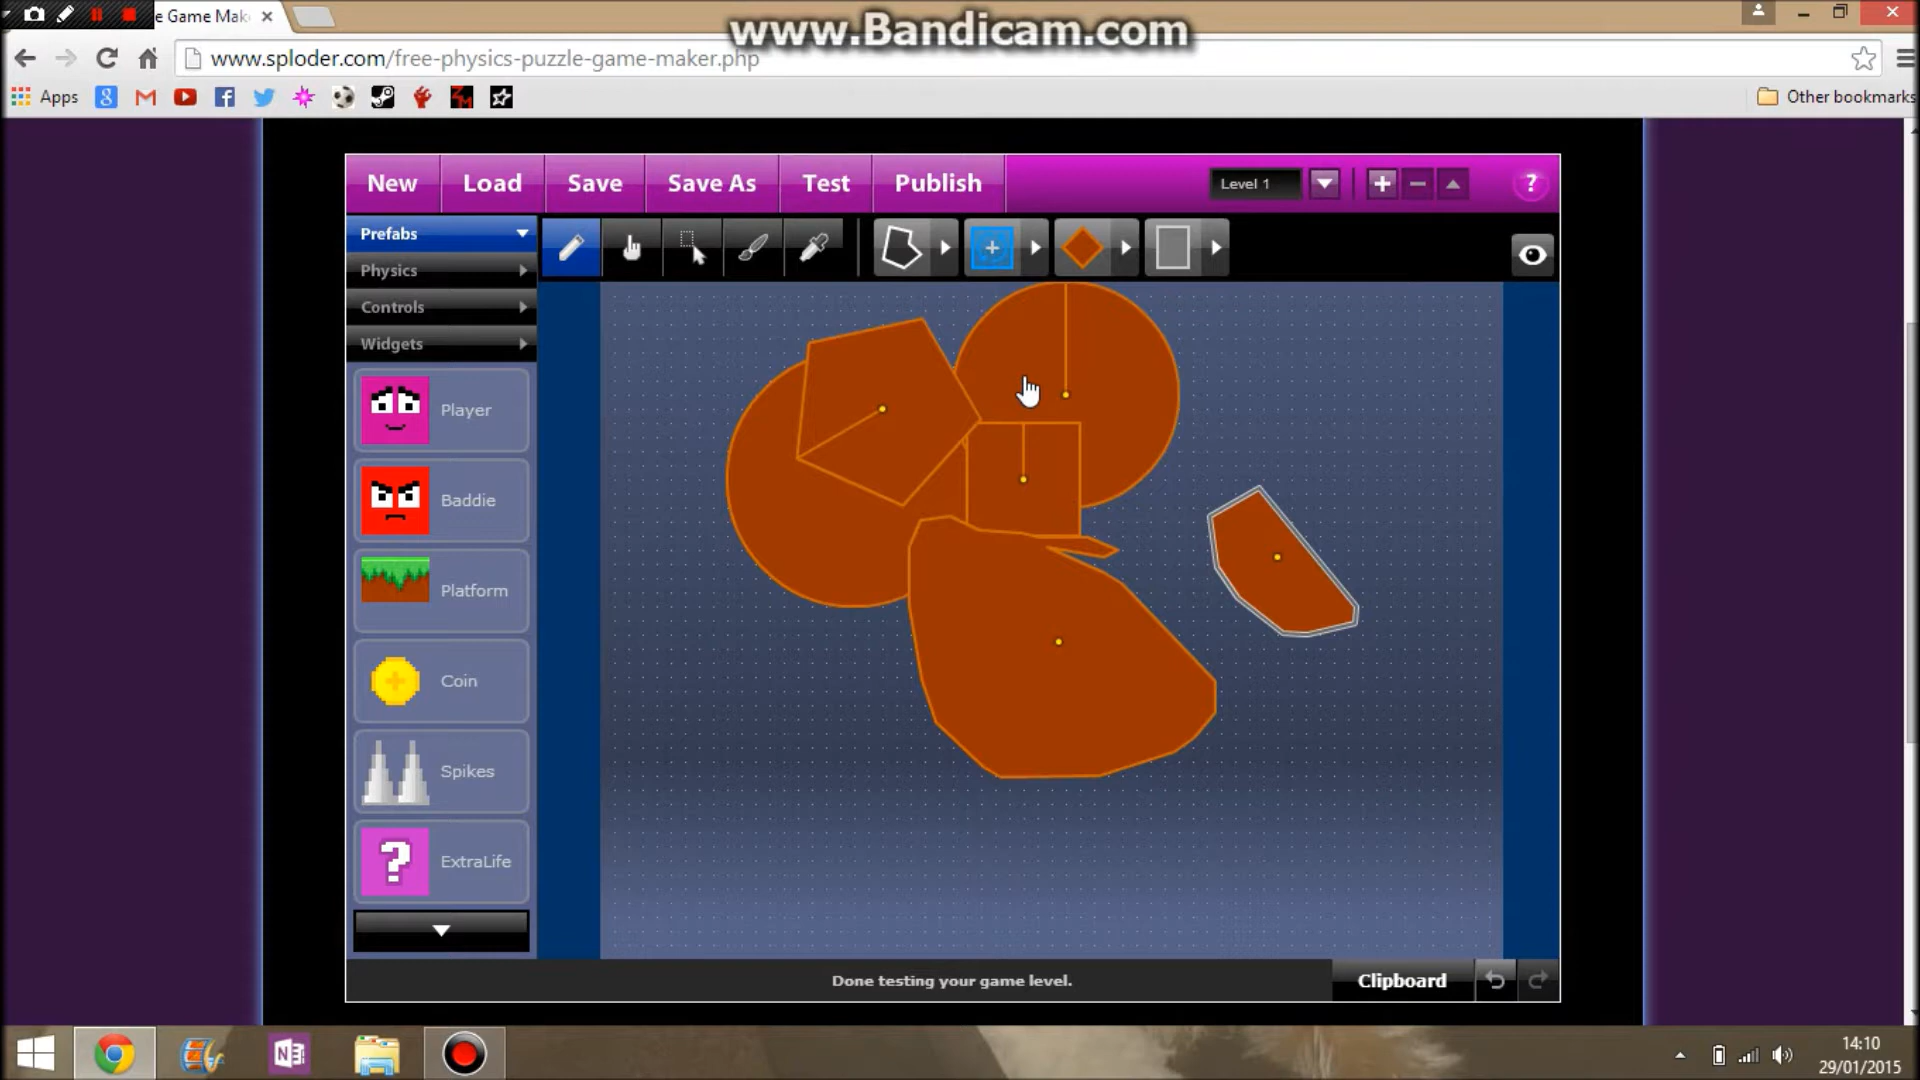 e Game Mak
www.Bandicam.com
www.sploder.com/free-physics-puzzle-game-maker.php
Apps
Other bookmarks
New
Load
Save
Save As
Test
Publish
Level 1
?
Prefabs
Physics
Controls
Widgets
Player
Baddie
Platform
Coin
Spikes
?
ExtraLife
Done testing your game level.
Clipboard
14:10
29/01/2015